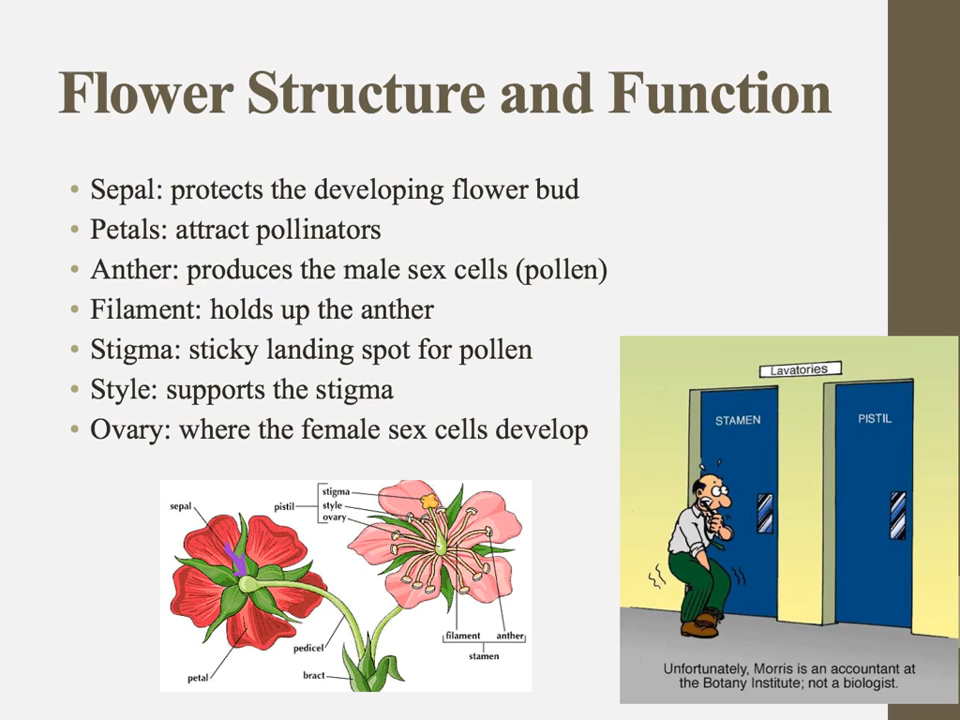 Flower Structure and Function
• Sepal: protects the developing flower bud
• Petals: attract pollinators
• Anther: produces the male sex cells (pollen)
• Filament: holds up the anther
• Stigma: sticky landing spot for pollen
• Style: supports the stigma
• Ovary: where the female sex cells develop
sepal
pistil
stigma
style
ovary
pedicel
petal
bract
filament
anther
stamen
Lavatories
STAMEN
PISTIL
Unfortunately, Morris is an accountant at
the Botany Institute; not a biologist.